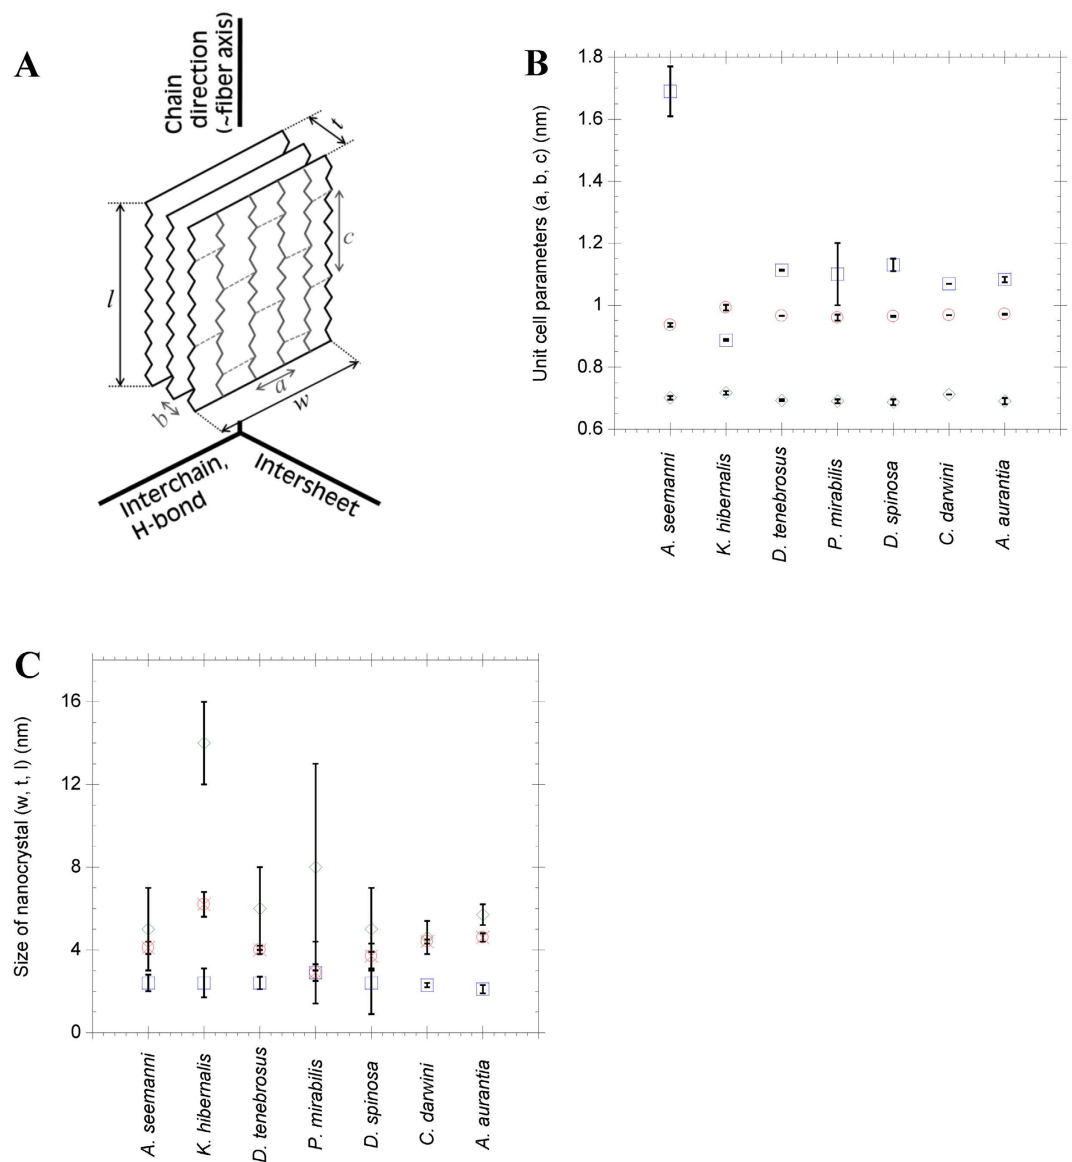 A
Chain
direction
(~fiber axis)
t
l
c
a
b
w
Interchain,
H-bond
Intersheet
B
Unit cell parameters (a, b, c) (nm)
1.8
1.6
1.4
1.2
1
0.8
0.6
A. seemanni
K. hibernalis
D. tenebrosus
P. mirabilis
D. spinosa
C. darwini
A. aurantia
C
Size of nanocrystal (w, t, l) (nm)
16
12
8
4
0
A. seemanni
K. hibernalis
D. tenebrosus
P. mirabilis
D. spinosa
C. darwini
A. aurantia